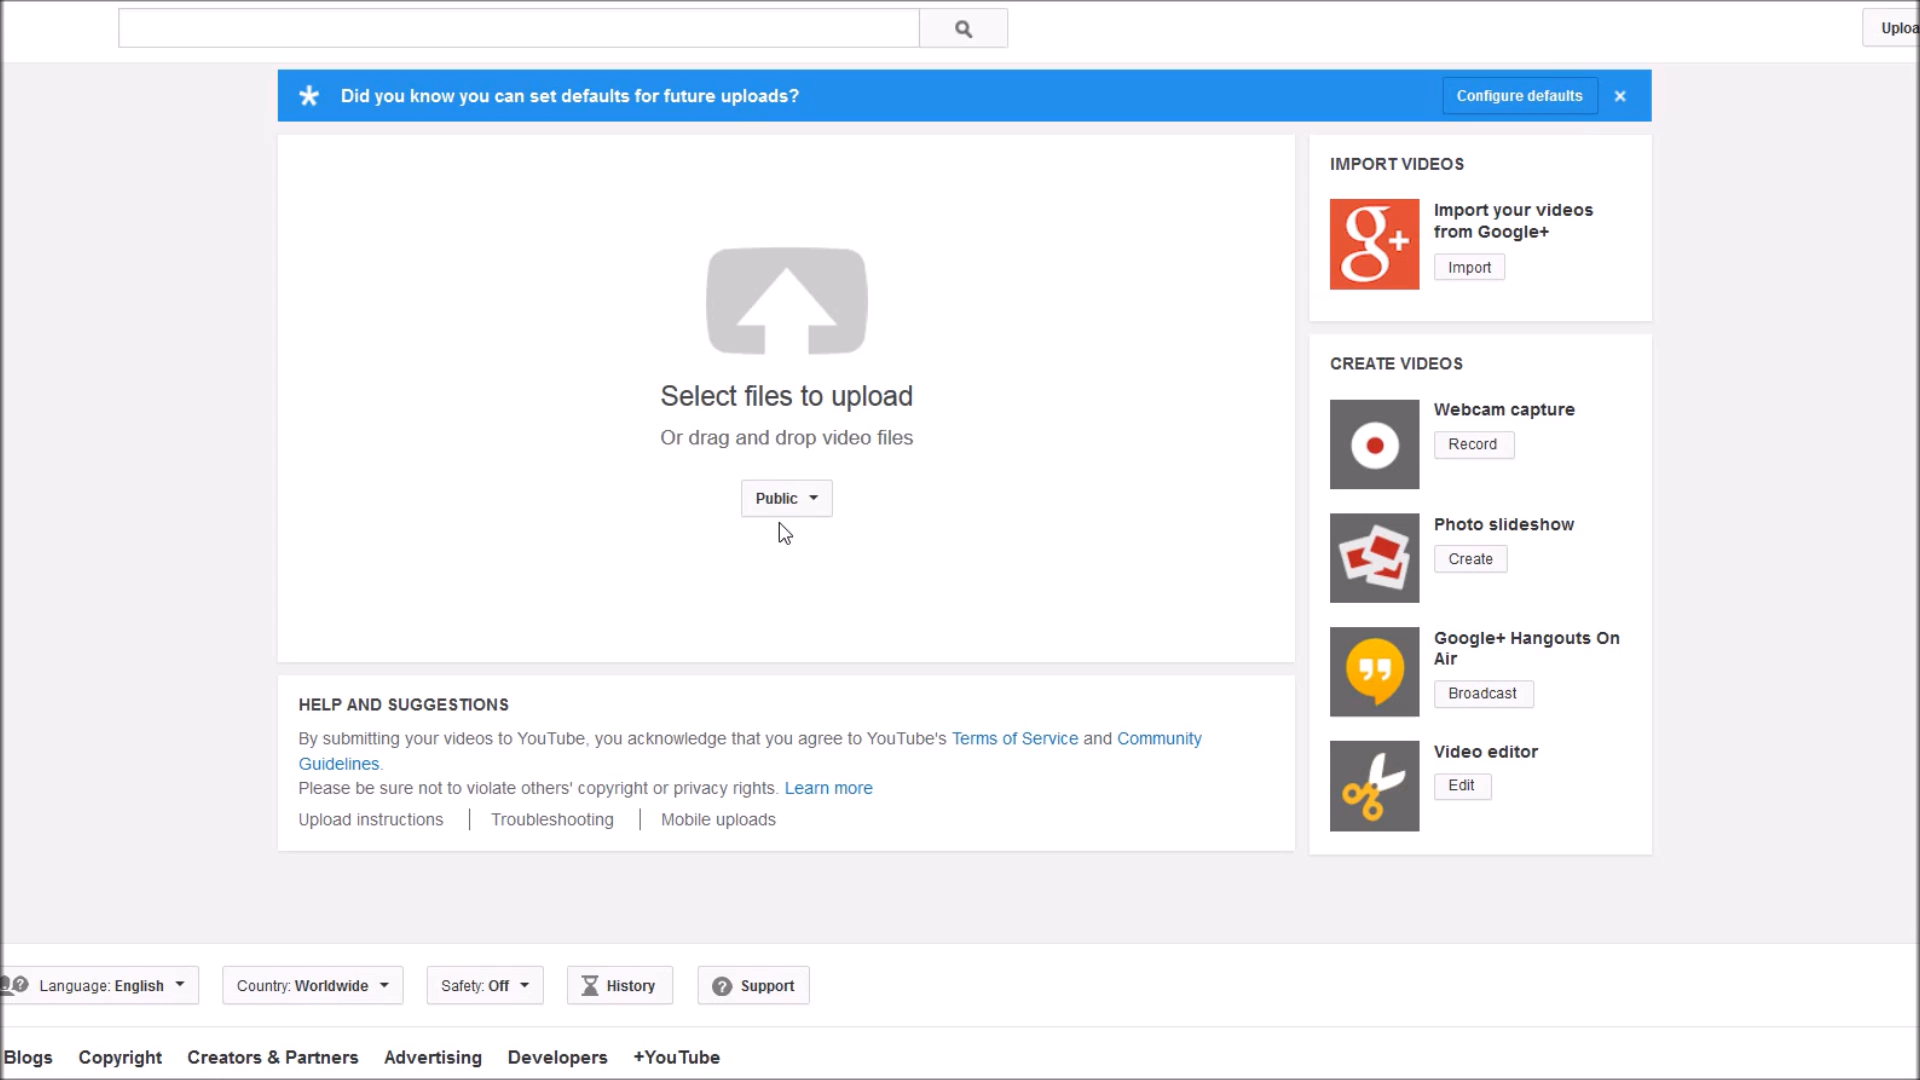 Uploa
Did you know you can set defaults for future uploads?
Configure defaults
IMPORT VIDEOS
g+
Import your videos
from Google+
Import
Select files to upload
Or drag and drop video files
Public
CREATE VIDEOS
Webcam capture
Record
Photo slideshow
Create
Google+ Hangouts On
Air
Broadcast
Video editor
Edit
HELP AND SUGGESTIONS
By submitting your videos to YouTube, you acknowledge that you agree to YouTube's Terms of Service and Community
Guidelines.
Please be sure not to violate others' copyright or privacy rights. Learn more
Upload instructions | Troubleshooting | Mobile uploads
Language: English
Country: Worldwide
Safety: Off
History
Support
Blogs Copyright Creators & Partners Advertising Developers +YouTube